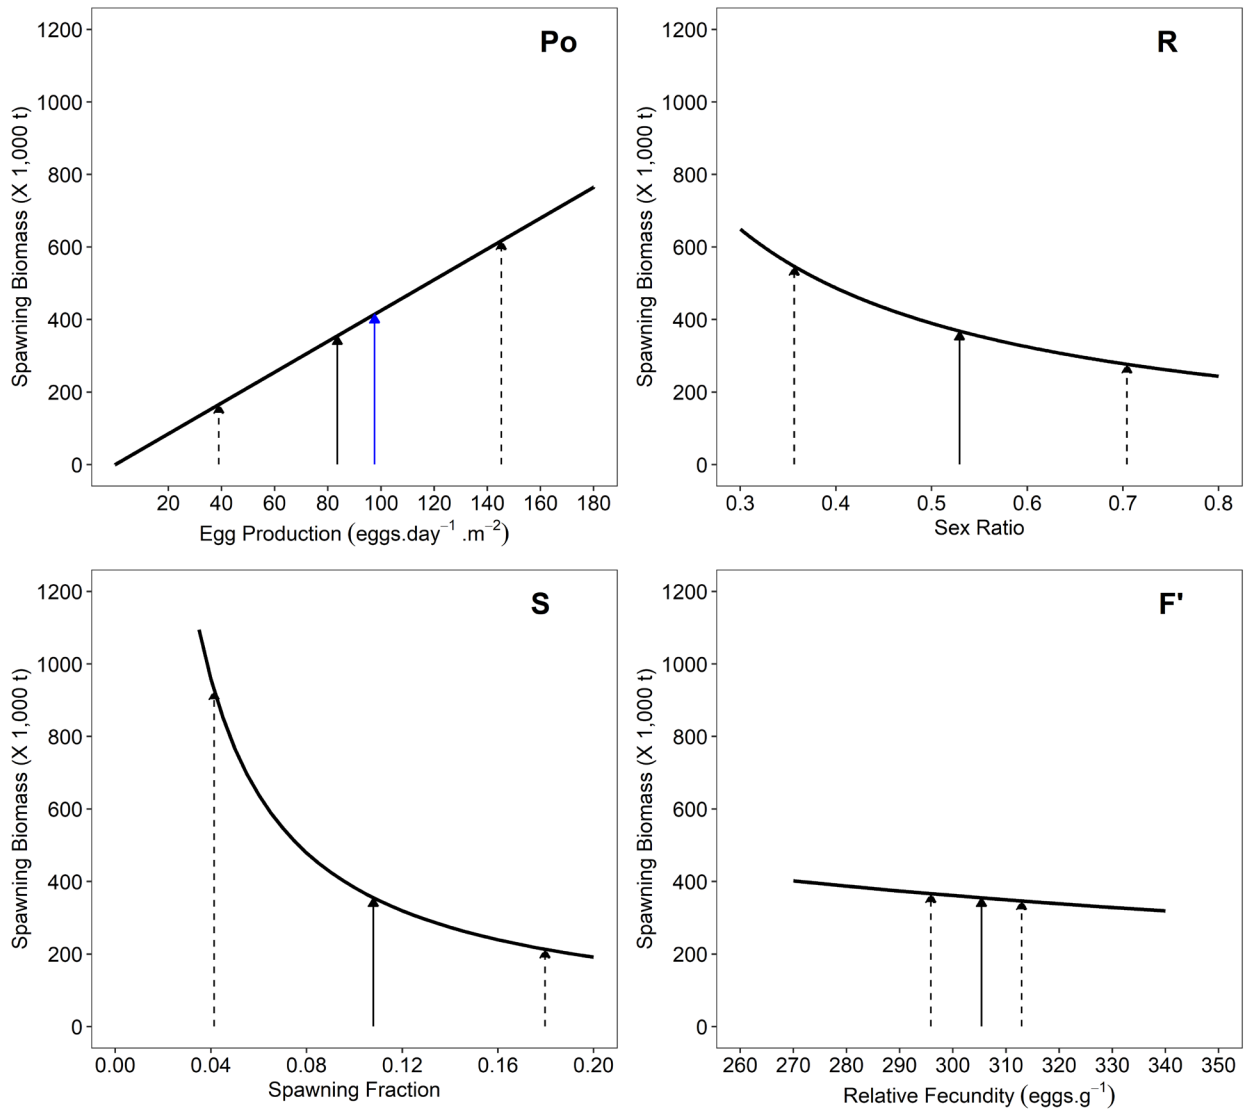 Po
Spawning Biomass (X 1,000 t)
1200
1000
800
600
400
200
0
20 40 60 80 100 120 140 160 180
Egg Production (eggs.day⁻¹ .m⁻²)
R
Spawning Biomass (X 1,000 t)
1200
1000
800
600
400
200
0
0.3 0.4 0.5 0.6 0.7 0.8
Sex Ratio
S
Spawning Biomass (X 1,000 t)
1200
1000
800
600
400
200
0
0.00 0.04 0.08 0.12 0.16 0.20
Spawning Fraction
F'
Spawning Biomass (X 1,000 t)
1200
1000
800
600
400
200
0
260 270 280 290 300 310 320 330 340 350
Relative Fecundity (eggs.g⁻¹)